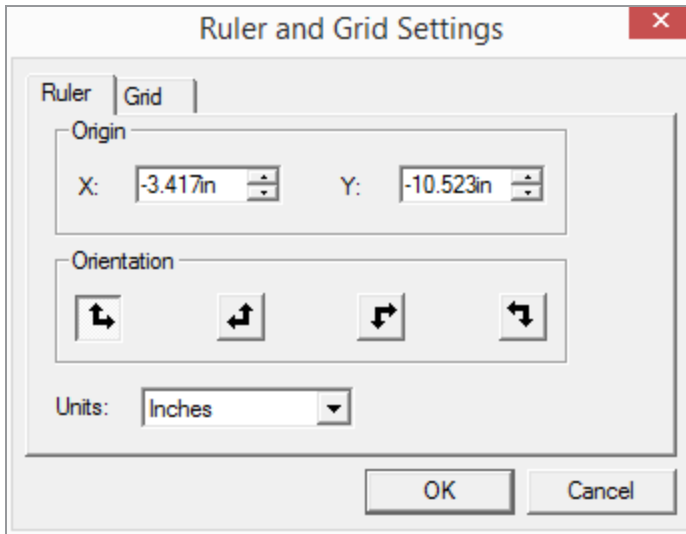 Ruler and Grid Settings
Ruler Grid
Origin
X: -3.417in Y: -10.523in
Orientation
Units: Inches
OK Cancel